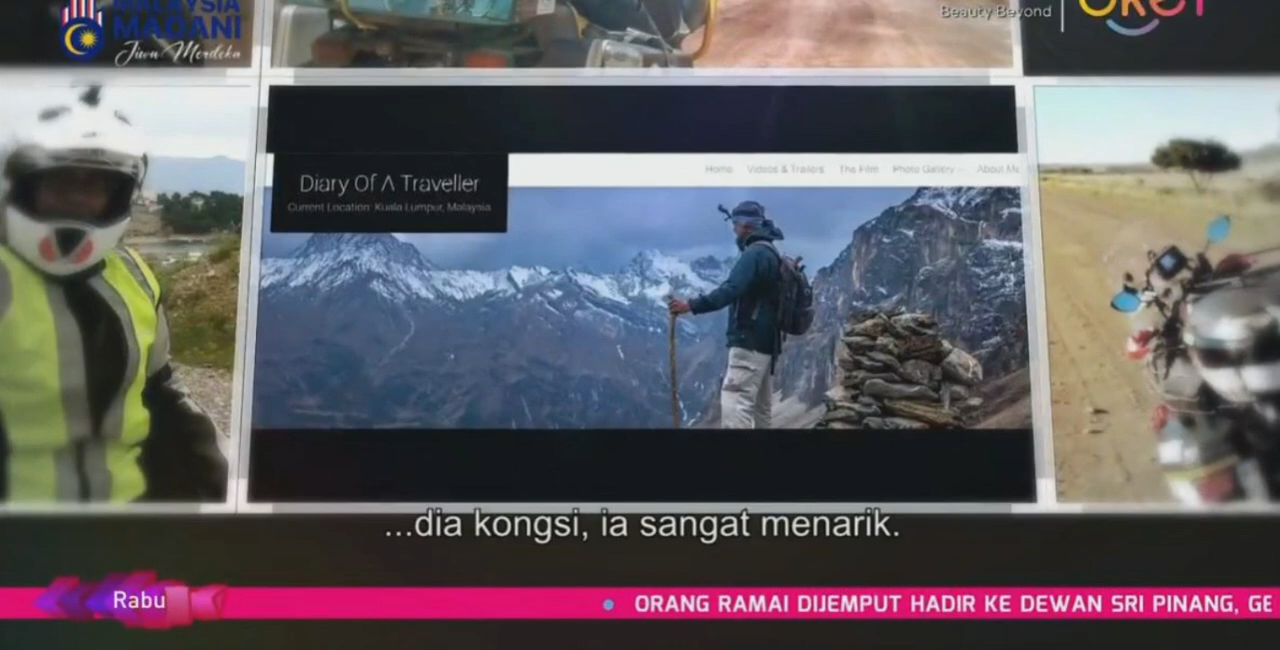 MALAYSIA
MADANI
Jiwa Merdeka
Beauty Beyond
OKEY
Diary Of A Traveller
Current Location: Kuala Lumpur, Malaysia
Home Videos & Trailers The Film Photo Gallery About Me
...dia kongsi, ia sangat menarik.
Rabu
• ORANG RAMAI DIJEMPUT HADIR KE DEWAN SRI PINANG, GE